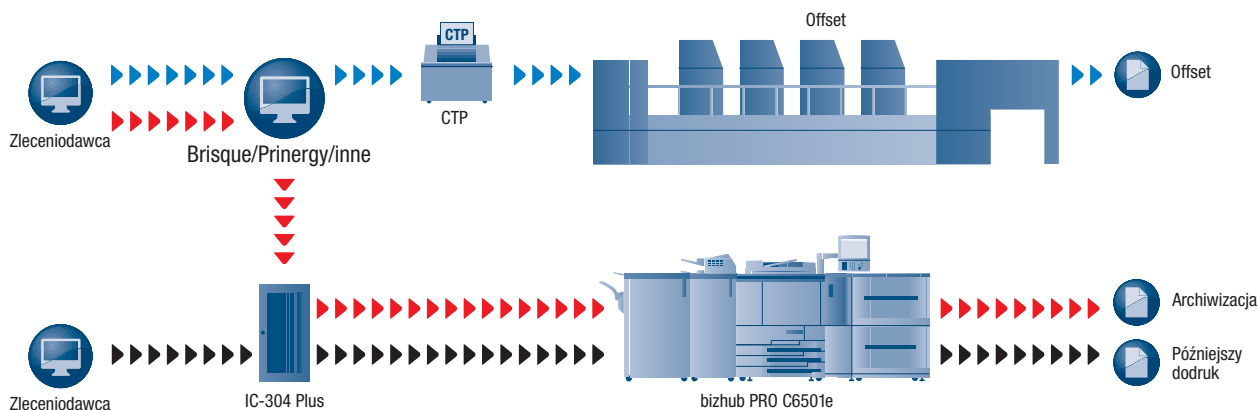 Offset
CTP
Offset
Zleceniodawca
CTP
Brisque/Prinergy/inne
Archiwizacja
Późniejszy
dodruk
Zleceniodawca
IC-304 Plus
bizhub PRO C6501e